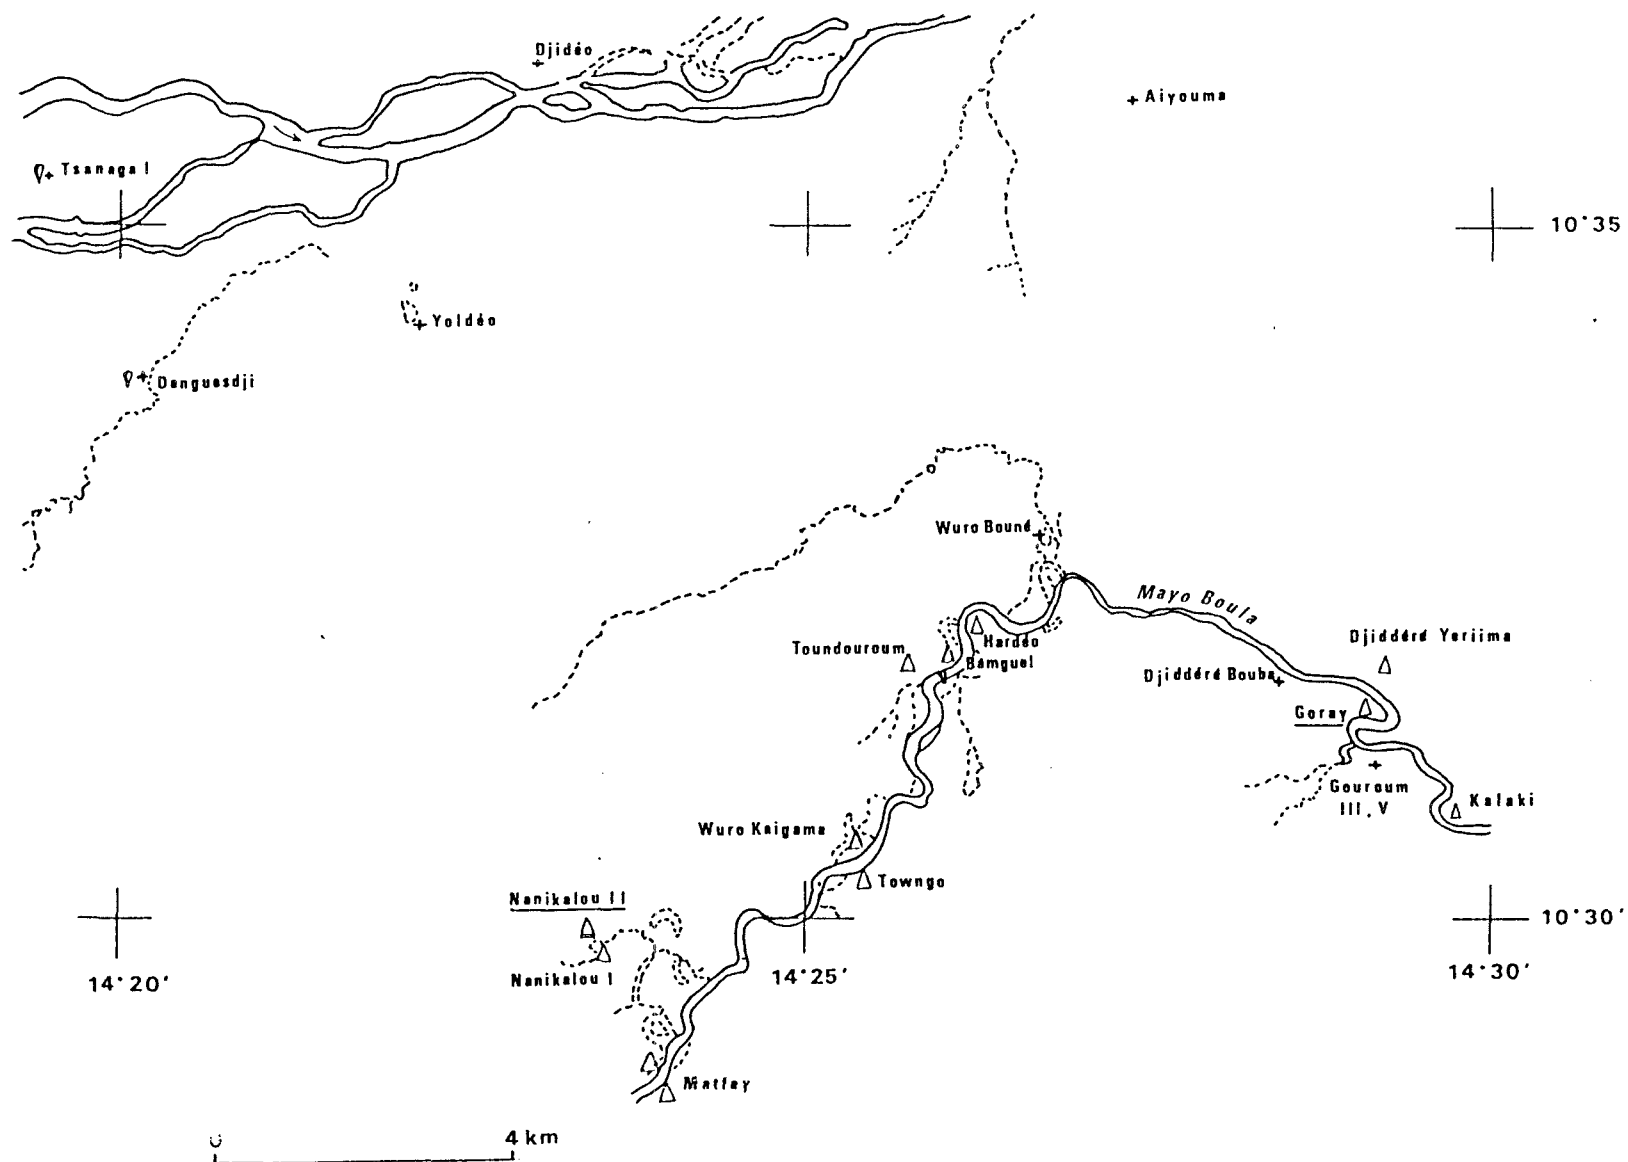 Djidéo
Aiyouma
Tsanaga I
10°35
Yoldéo
Danguesdji
Wuro Bouné
Mayo Boula
Toundouroum
Hardéo
Bamguel
Djiddéré Yeriima
Djiddéré Bouba
Goray
Gouroum
III, V
Kalaki
Wuro Kaigama
Towngo
Nanikalou II
10°30'
Nanikalou I
14°20'
14°25'
14°30'
Matfay
0
4 km